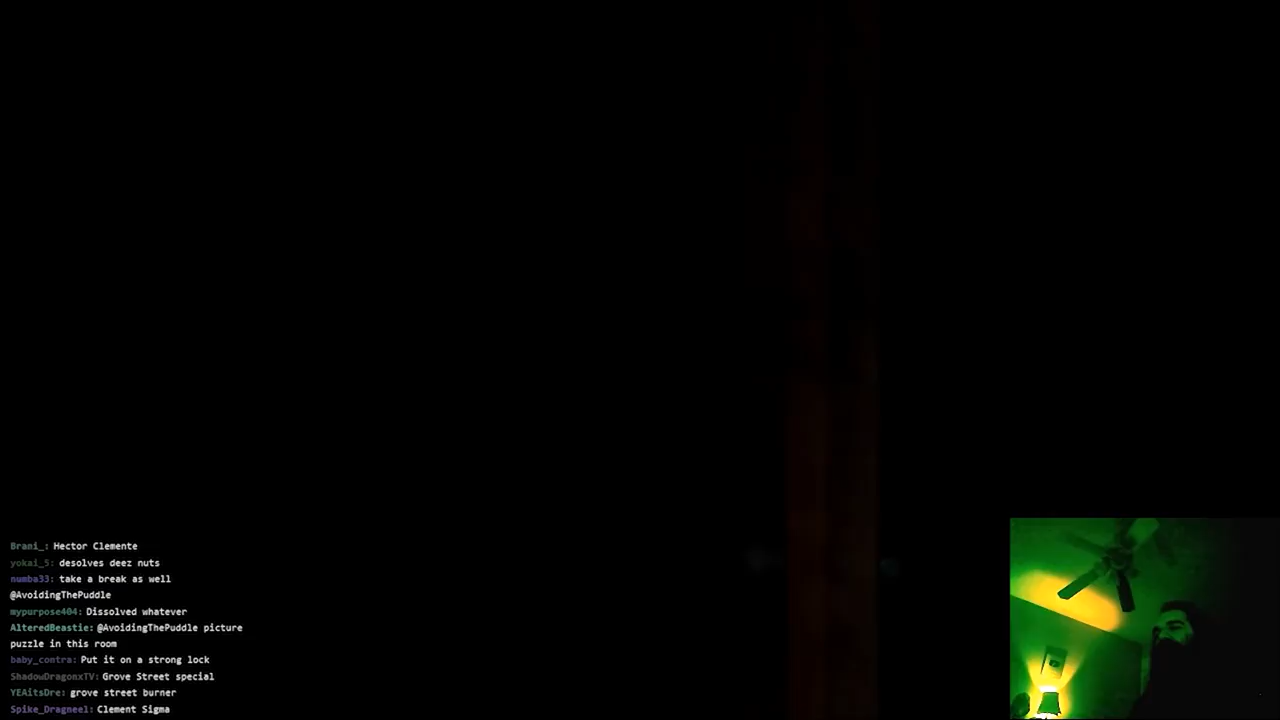 Brani_: Hector Clemente
yokai_5: desolves deez nuts
numba33: take a break as well
@AvoidingThePuddle
mypurpose404: Dissolved whatever
AlteredBeastie: @AvoidingThePuddle picture
puzzle in this room
baby_contra: Put it on a strong lock
ShadowDragonxTV: Grove Street special
YEAitsDre: grove street burner
Spike_Dragneel: Clement Sigma